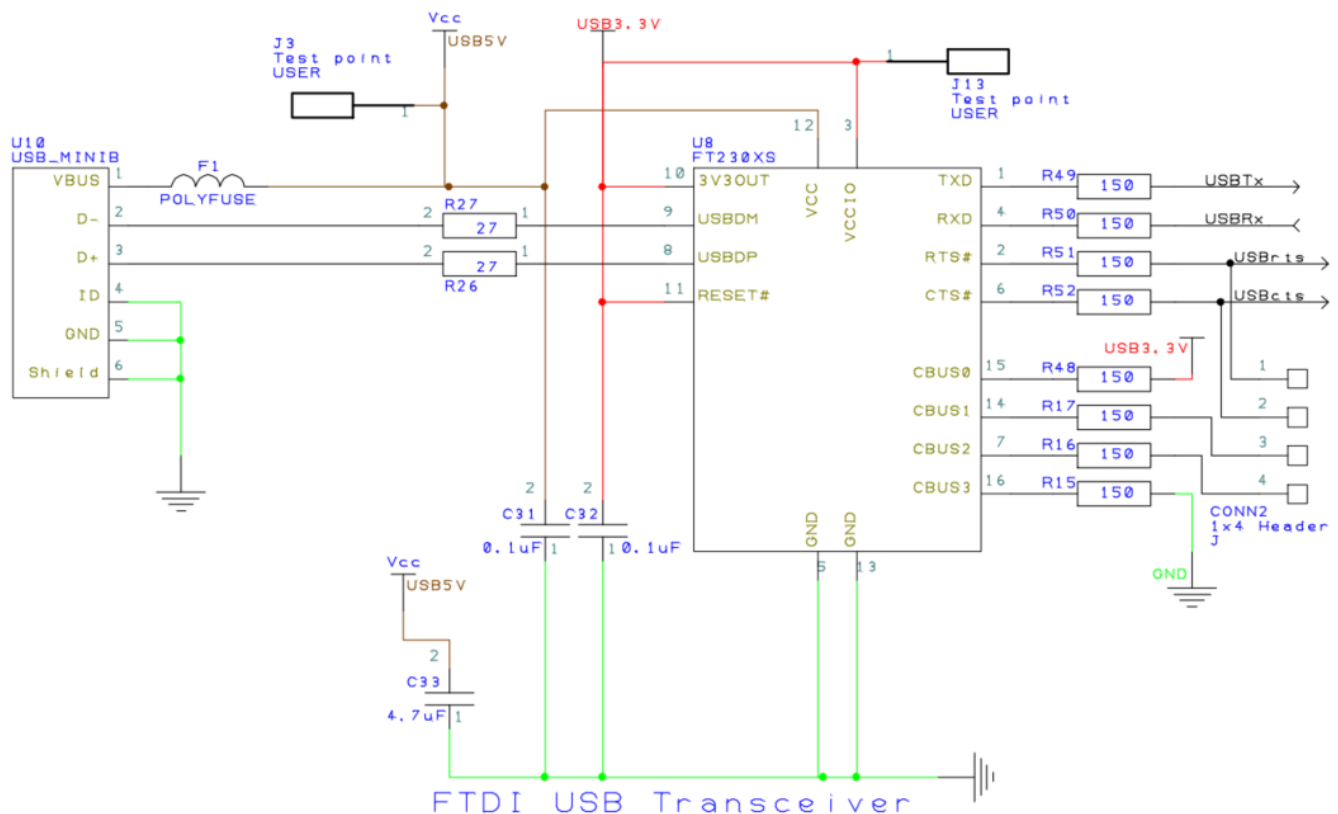 Vcc
USB5V
USB3.3V
J3
Test point
USER
1
1
J13
Test point
USER
U10
USB_MINIB
VBUS 1
D- 2
D+ 3
ID 4
GND 5
Shield 6
F1
POLYFUSE
2 R27 1
27
2 1
27
R26
U8
FT230XS
12 3
10 3V3OUT
9 USBDM
8 USBDP
11 RESET#
VCC
VCCIO
TXD 1 R49 150 USBTx
RXD 4 R50 150 USBRx
RTS# 2 R51 150 USBrts
CTS# 6 R52 150 USBcts
USB3.3V
CBUS0 15 R48 150
CBUS1 14 R17 150
CBUS2 7 R16 150
CBUS3 16 R15 150
1
2
3
4
CONN2
1x4 Header
J
GND
GND GND
5 13
2 2
C31 C32
0.1uF 1 1 0.1uF
Vcc
USB5V
2
C33
4.7uF 1
FTDI USB Transceiver